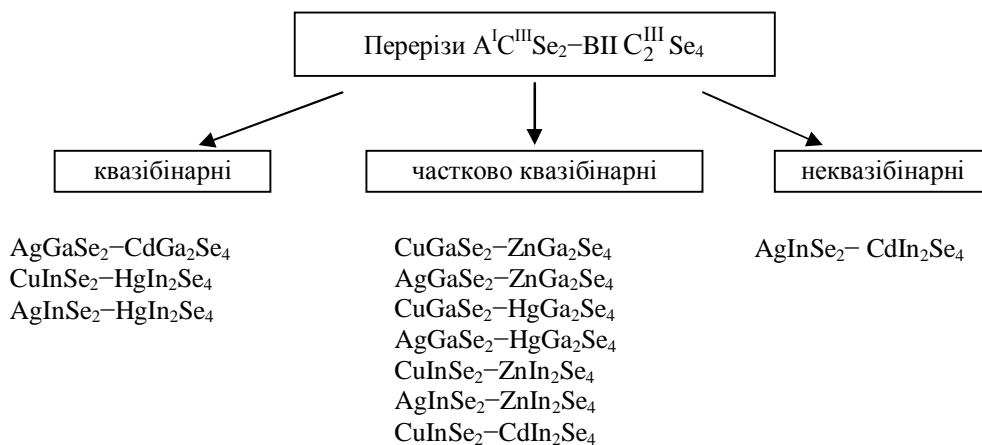 Перерізи AᴵCᴵᴵᴵSe₂−BII C₂ᴵᴵᴵ Se₄
квазібінарні
частково квазібінарні
неквазібінарні
AgGaSe₂−CdGa₂Se₄
CuInSe₂−HgIn₂Se₄
AgInSe₂−HgIn₂Se₄
CuGaSe₂−ZnGa₂Se₄
AgGaSe₂−ZnGa₂Se₄
CuGaSe₂−HgGa₂Se₄
AgGaSe₂−HgGa₂Se₄
CuInSe₂−ZnIn₂Se₄
AgInSe₂−ZnIn₂Se₄
CuInSe₂−CdIn₂Se₄
AgInSe₂− CdIn₂Se₄